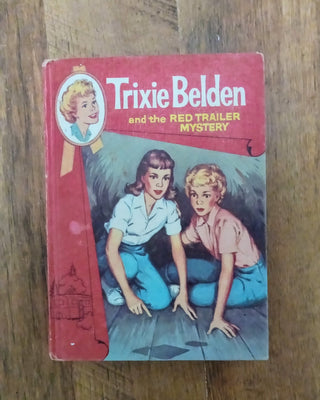 Trixie Belden
and the RED TRAILER
MYSTERY